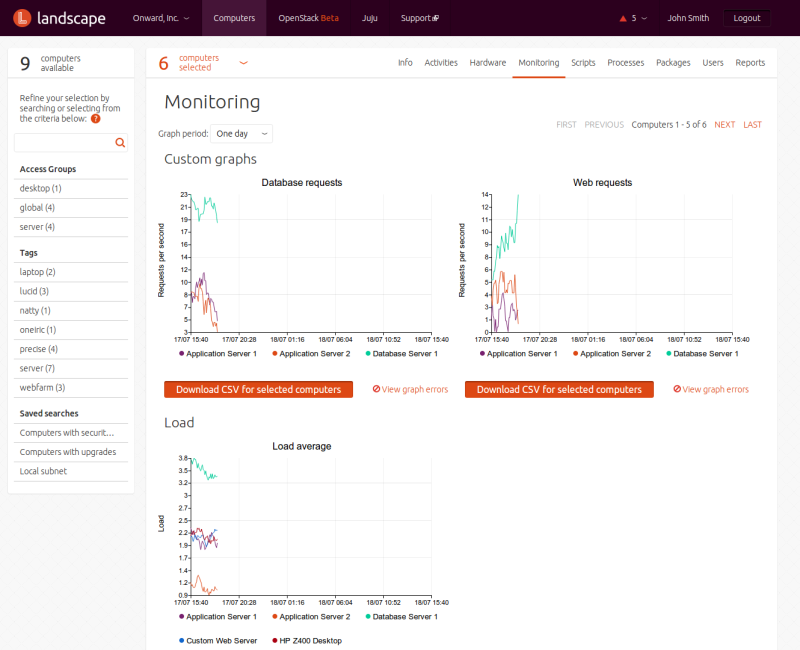 landscape
Onward, Inc.
Computers
OpenStack Beta
Juju
Support
5
John Smith
Logout
9 computers
available
Refine your selection by
searching or selecting from
the criteria below: ?
Access Groups
desktop (1)
global (4)
server (4)
Tags
laptop (2)
lucid (3)
natty (1)
oneiric (1)
precise (4)
server (7)
webfarm (3)
Saved searches
Computers with securit...
Computers with upgrades
Local subnet
6 computers
selected
Info Activities Hardware Monitoring Scripts Processes Packages Users Reports
Monitoring
Graph period: One day
FIRST PREVIOUS Computers 1 - 5 of 6 NEXT LAST
Custom graphs
Database requests
Requests per second
23
21
19
17
16
14
12
10
8
7
5
3
17/07 15:40 17/07 20:28 18/07 01:16 18/07 06:04 18/07 10:52 18/07 15:40
Application Server 1 Application Server 2 Database Server 1
Download CSV for selected computers View graph errors
Web requests
Requests per second
14
12
11
10
9
8
6
5
4
3
1
0
17/07 15:40 17/07 20:28 18/07 01:16 18/07 06:04 18/07 10:52 18/07 15:40
Application Server 1 Application Server 2 Database Server 1
Download CSV for selected computers View graph errors
Load
Load average
Load
3.8
3.5
3.2
3
2.7
2.5
2.2
1.9
1.7
1.4
1.2
0.9
17/07 15:40 17/07 20:28 18/07 01:16 18/07 06:04 18/07 10:52 18/07 15:40
Application Server 1 Application Server 2 Database Server 1
Custom Web Server HP Z400 Desktop